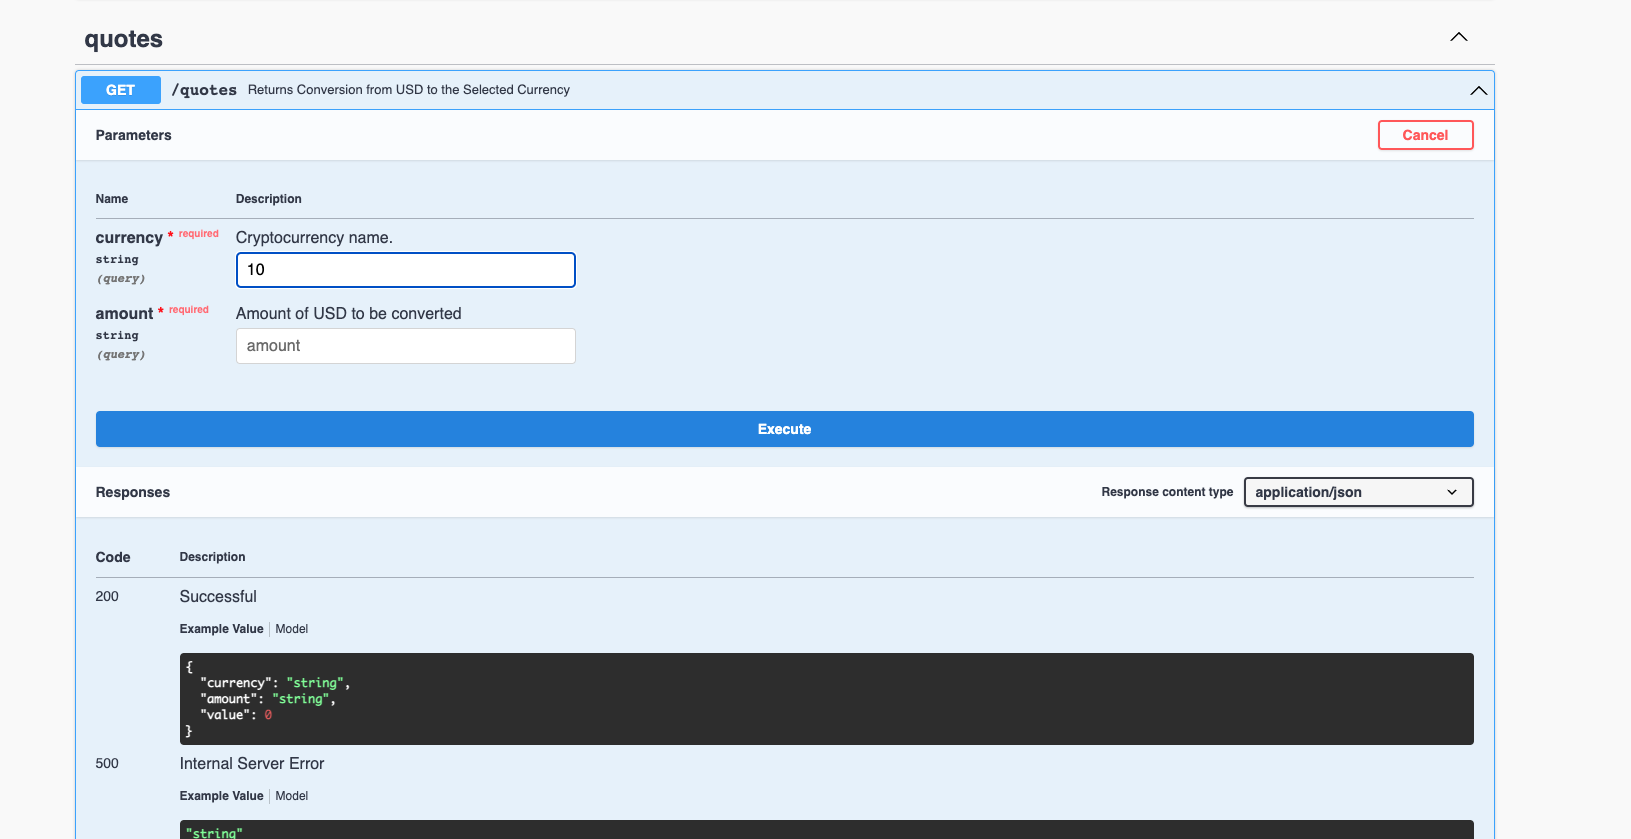 quotes
GET /quotes Returns Conversion from USD to the Selected Currency
Parameters Cancel
Name Description
currency * required Cryptocurrency name.
string
(query)
10
amount * required Amount of USD to be converted
string
(query)
amount
Execute
Responses Response content type application/json
Code Description
200 Successful
Example Value Model
{
"currency": "string",
"amount": "string",
"value": 0
}
500 Internal Server Error
Example Value Model
"string"